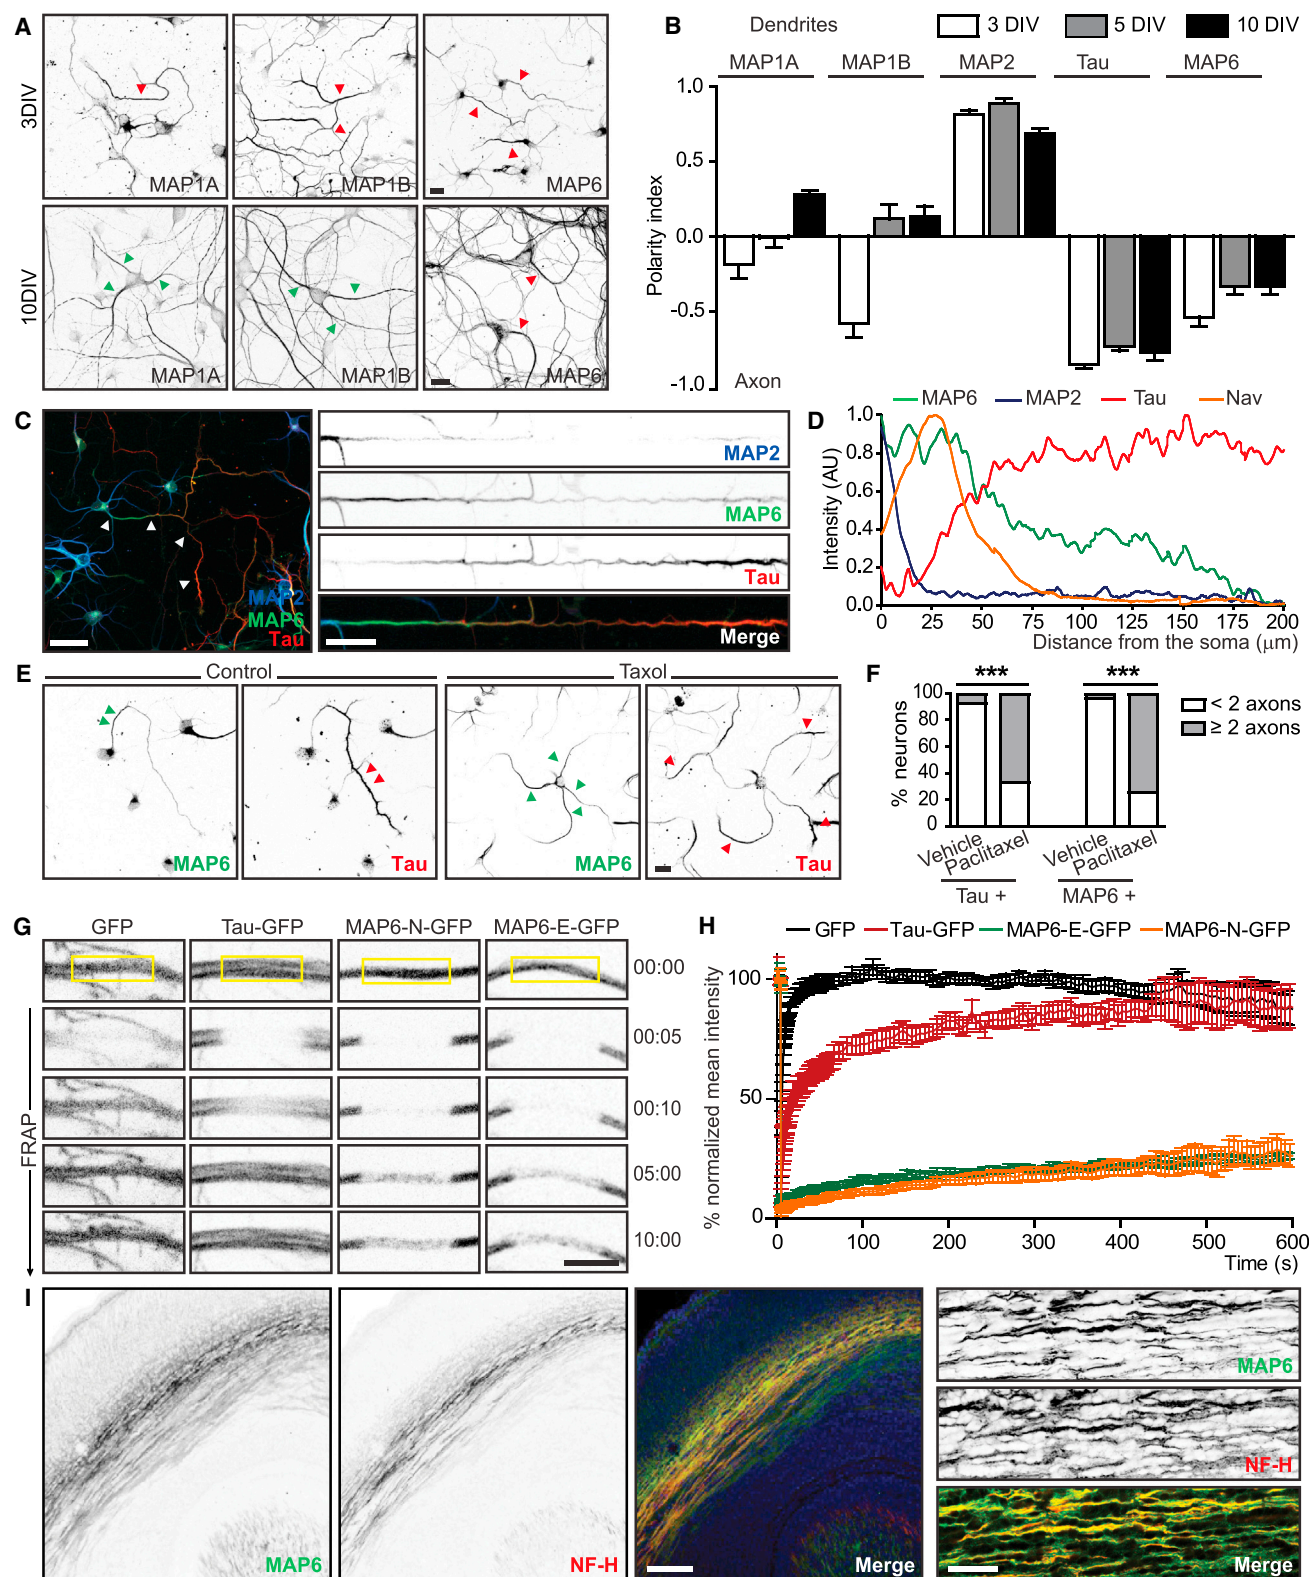 A
3DIV
MAP1A
MAP1B
MAP6
10DIV
MAP1A
MAP1B
MAP6
B
Dendrites
3 DIV
5 DIV
10 DIV
MAP1A
MAP1B
MAP2
Tau
MAP6
Polarity index
1.0
0.5
0.0
-0.5
-1.0
Axon
C
MAP2
MAP6
Tau
MAP2
MAP6
Tau
Merge
D
MAP6
MAP2
Tau
Nav
Intensity (AU)
1.0
0.8
0.6
0.4
0.2
0.0
0
25
50
75
100
125
150
175
200
Distance from the soma (μm)
E
Control
Taxol
MAP6
Tau
MAP6
Tau
F
***
***
% neurons
100
80
60
40
20
0
< 2 axons
≥ 2 axons
Vehicle
Paclitaxel
Vehicle
Paclitaxel
Tau +
MAP6 +
G
GFP
Tau-GFP
MAP6-N-GFP
MAP6-E-GFP
00:00
00:05
00:10
05:00
10:00
FRAP
H
GFP
Tau-GFP
MAP6-E-GFP
MAP6-N-GFP
% normalized mean intensity
100
50
0
0
100
200
300
400
500
600
Time (s)
I
MAP6
NF-H
Merge
MAP6
NF-H
Merge